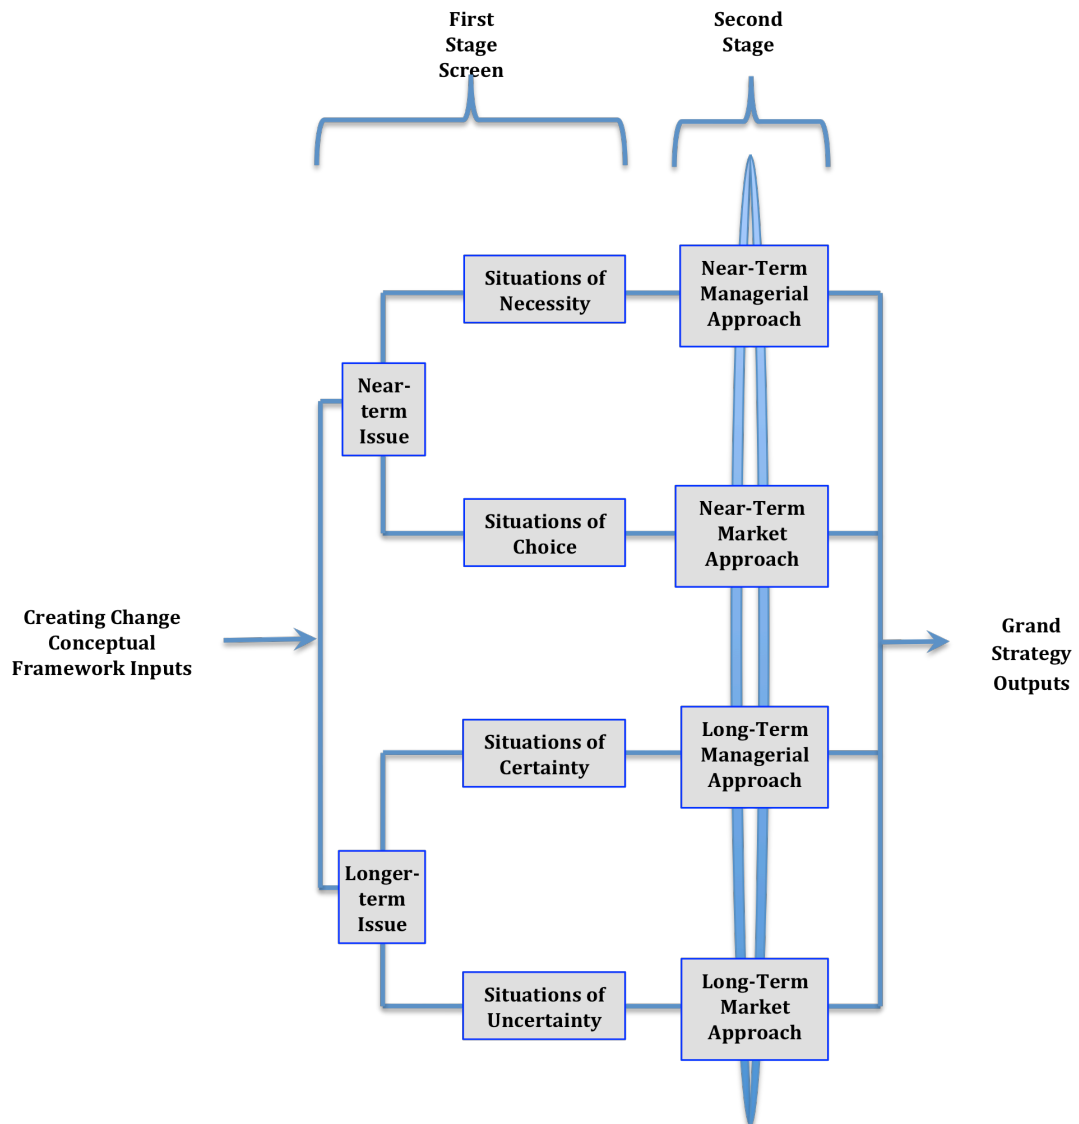 First
Stage
Screen
Second
Stage
Situations of
Necessity
Near-Term
Managerial
Approach
Near-
term
Issue
Situations of
Choice
Near-Term
Market
Approach
Creating Change
Conceptual
Framework Inputs
Grand
Strategy
Outputs
Situations of
Certainty
Long-Term
Managerial
Approach
Longer-
term
Issue
Situations of
Uncertainty
Long-Term
Market
Approach